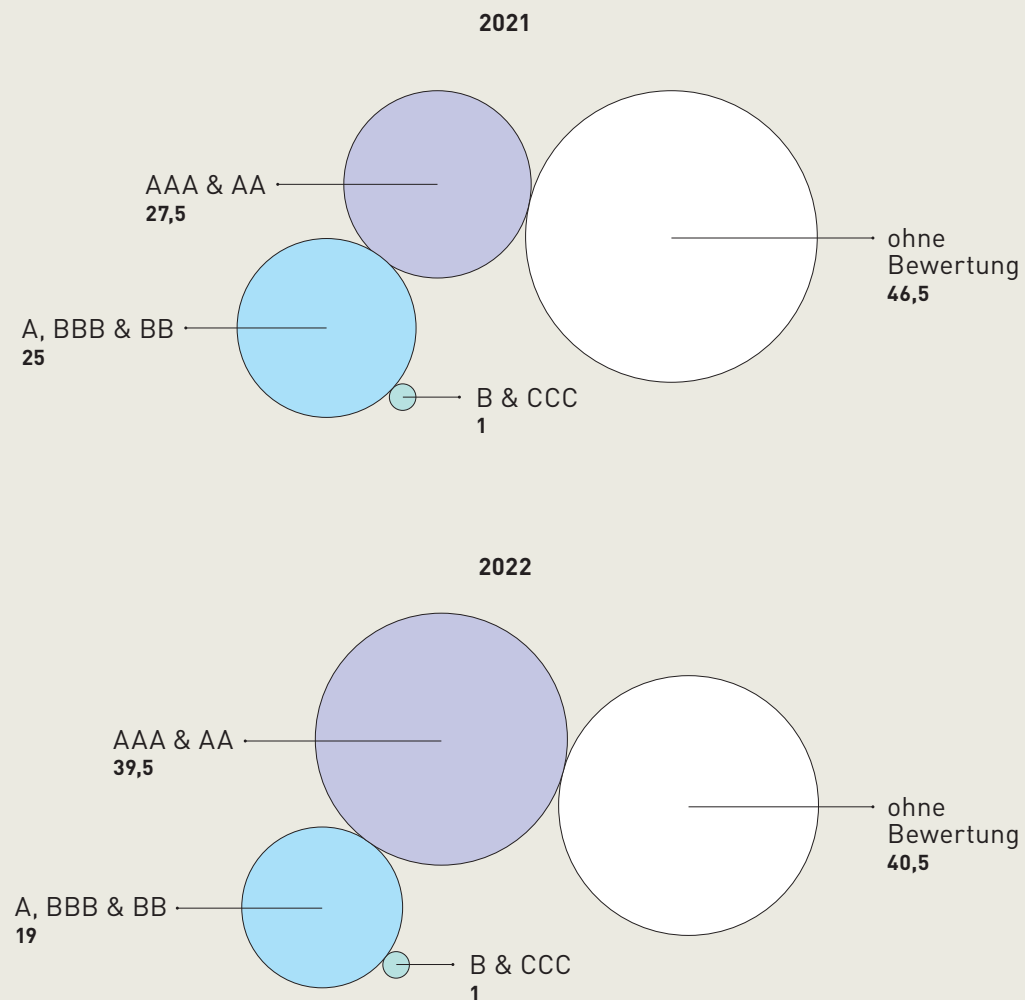 2021
AAA & AA
27,5
ohne
Bewertung
46,5
A, BBB & BB
25
B & CCC
1
2022
AAA & AA
39,5
ohne
Bewertung
40,5
A, BBB & BB
19
B & CCC
1